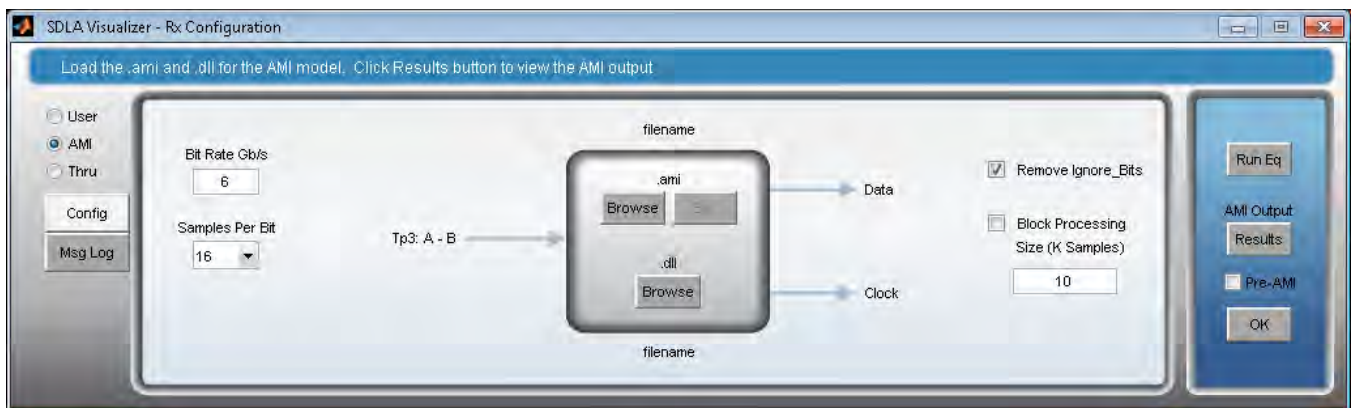 SDLA Visualizer - Rx Configuration
Load the .ami and .dll for the AMI model. Click Results button to view the AMI output
User
AMI
Thru
Config
Msg Log
Bit Rate Gb/s
6
Samples Per Bit
16
Tp3: A - B
filename
.ami
Browse
.dll
Browse
filename
Data
Clock
Remove Ignore_Bits
Block Processing
Size (K Samples)
10
Run Eq
AMI Output
Results
Pre-AMI
OK